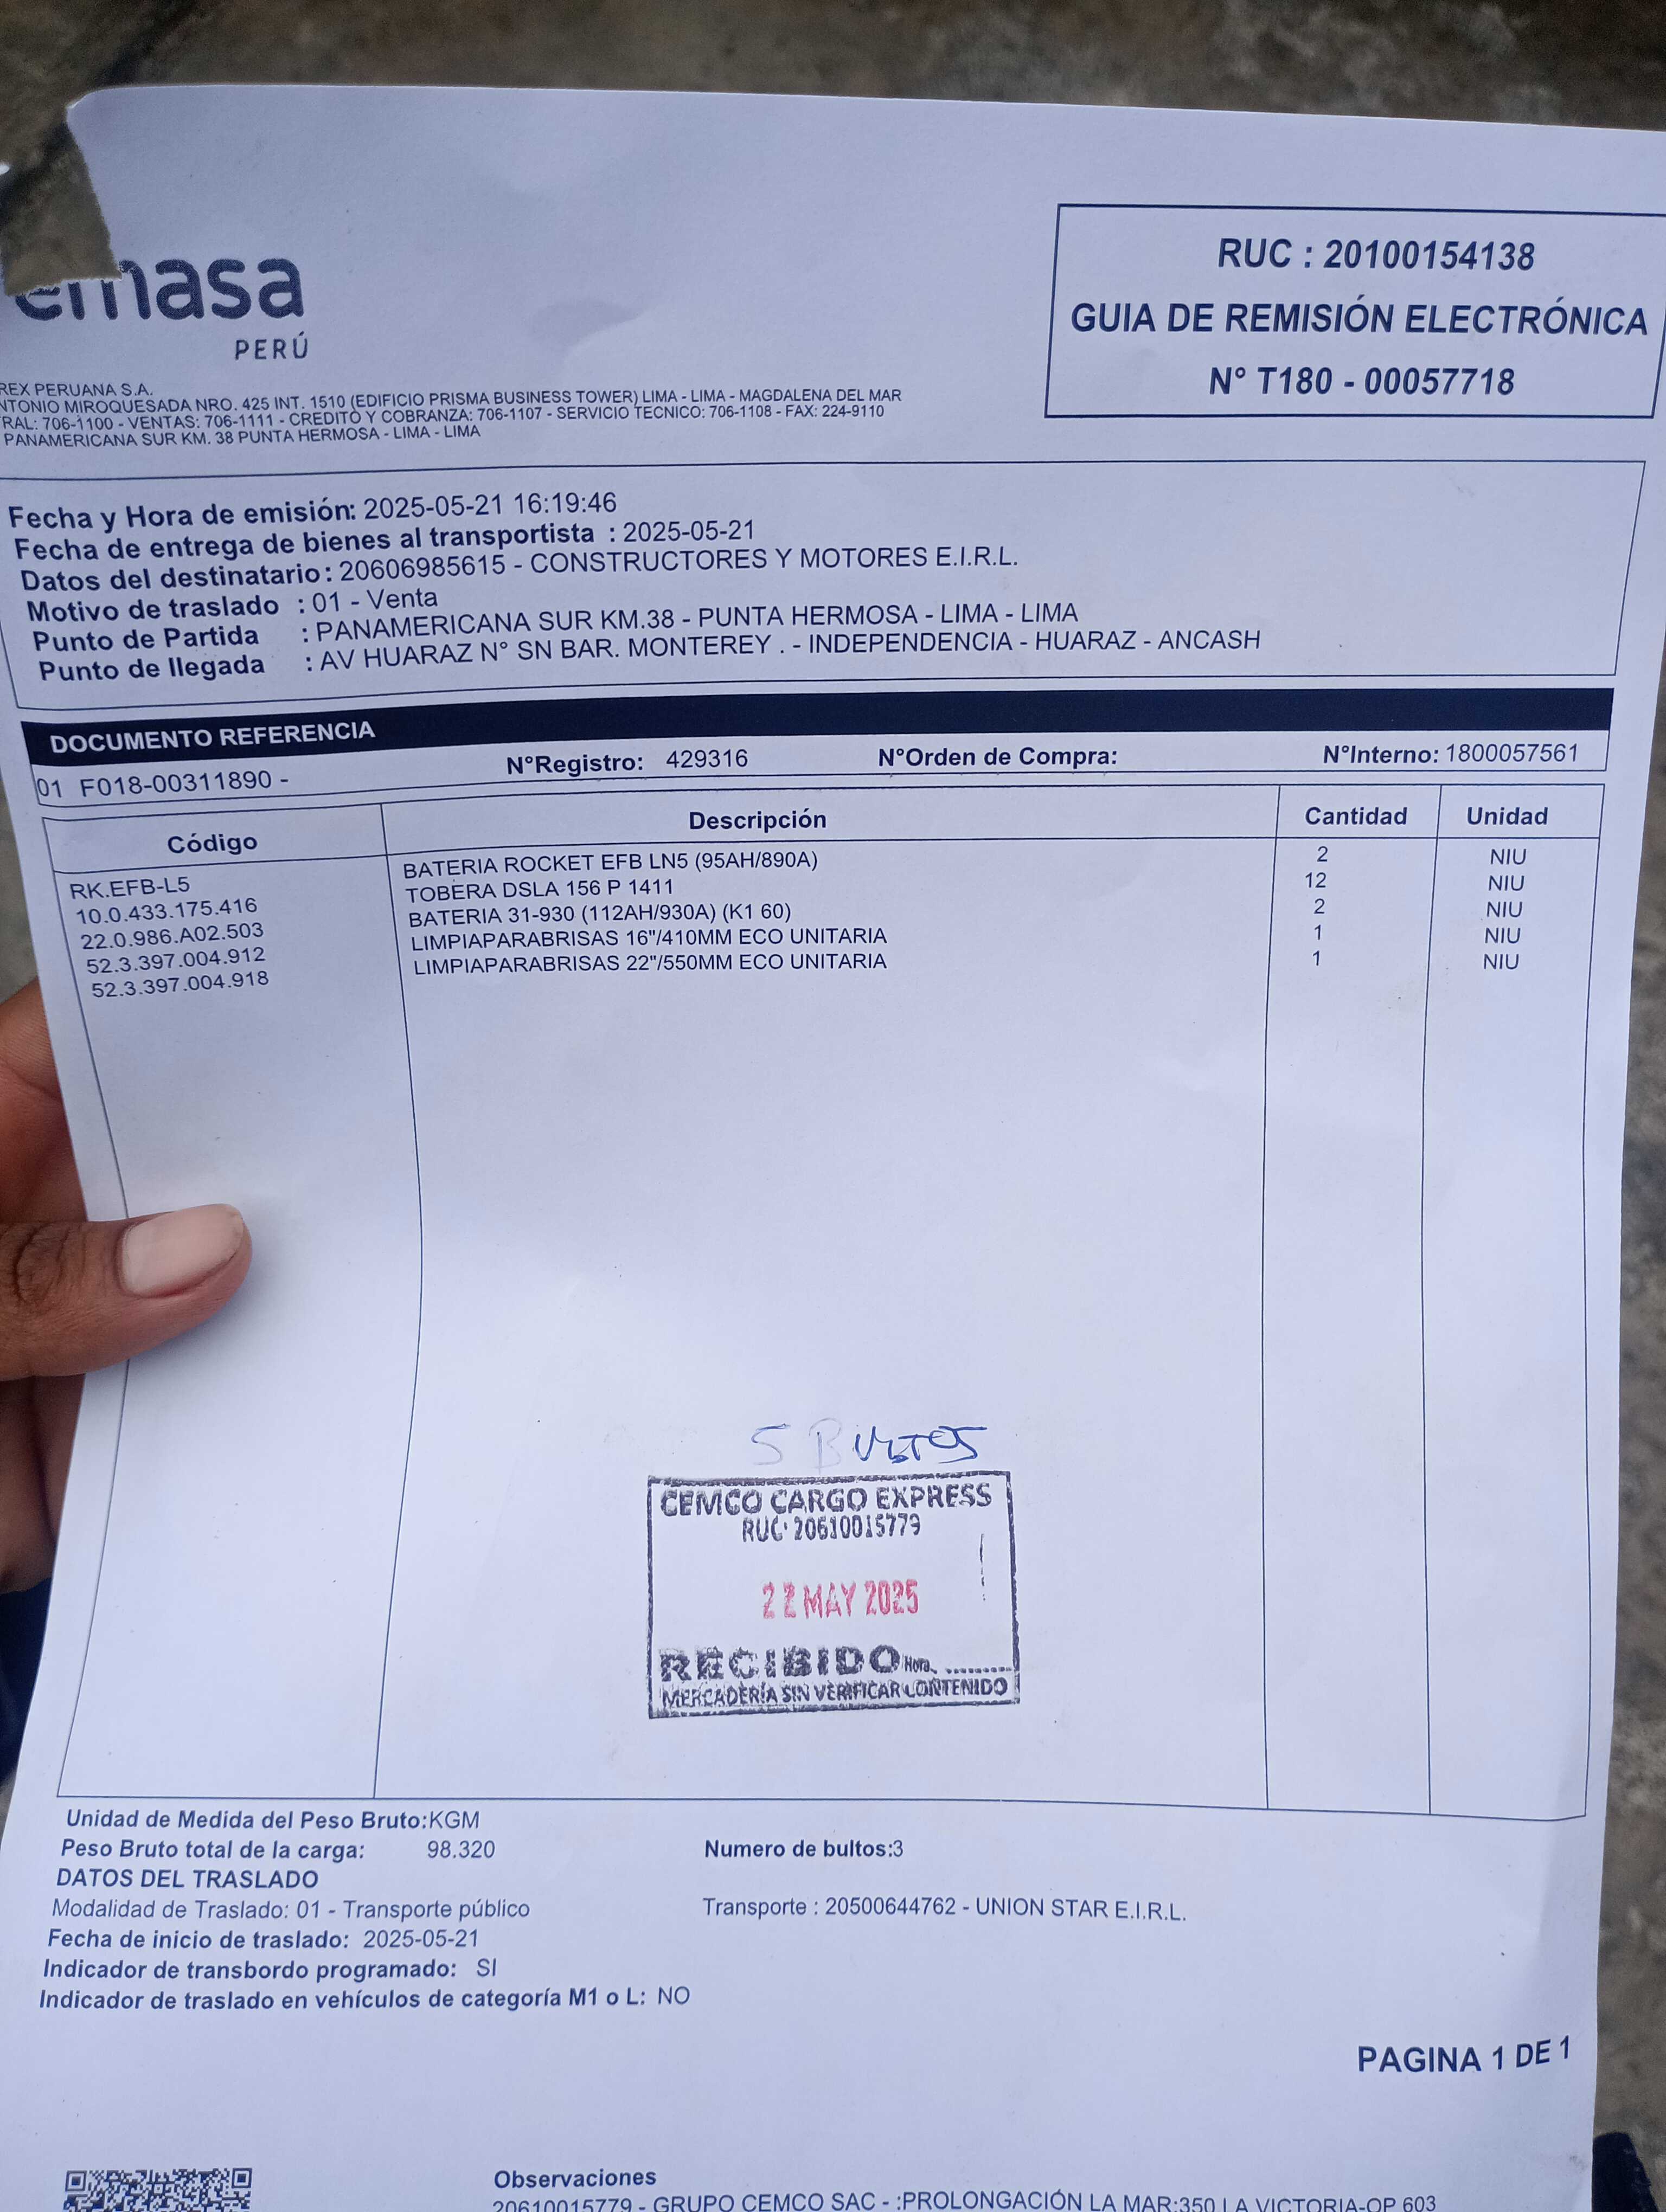 emasa
PERÚ
RUC : 20100154138
GUIA DE REMISIÓN ELECTRÓNICA
N° T180 - 00057718
REX PERUANA S.A.
NTONIO MIROQUESADA NRO. 425 INT. 1510 (EDIFICIO PRISMA BUSINESS TOWER) LIMA - LIMA - MAGDALENA DEL MAR
RAL: 706-1100 - VENTAS: 706-1111 - CREDITO Y COBRANZA: 706-1107 - SERVICIO TECNICO: 706-1108 - FAX: 224-9110
PANAMERICANA SUR KM. 38 PUNTA HERMOSA - LIMA - LIMA
Fecha y Hora de emisión: 2025-05-21 16:19:46
Fecha de entrega de bienes al transportista : 2025-05-21
Datos del destinatario: 20606985615 - CONSTRUCTORES Y MOTORES E.I.R.L.
Motivo de traslado : 01 - Venta
Punto de Partida : PANAMERICANA SUR KM.38 - PUNTA HERMOSA - LIMA - LIMA
Punto de llegada : AV HUARAZ N° SN BAR. MONTEREY . - INDEPENDENCIA - HUARAZ - ANCASH
DOCUMENTO REFERENCIA
01 F018-00311890 - N°Registro: 429316 N°Orden de Compra: N°Interno: 1800057561
Código Descripción Cantidad Unidad
RK.EFB-L5 BATERIA ROCKET EFB LN5 (95AH/890A) 2 NIU
10.0.433.175.416 TOBERA DSLA 156 P 1411 12 NIU
22.0.986.A02.503 BATERIA 31-930 (112AH/930A) (K1 60) 2 NIU
52.3.397.004.912 LIMPIAPARABRISAS 16"/410MM ECO UNITARIA 1 NIU
52.3.397.004.918 LIMPIAPARABRISAS 22"/550MM ECO UNITARIA 1 NIU
5 BULTOS
CEMCO CARGO EXPRESS
RUC: 20610015779
22 MAY 2025
RECIBIDO Hora. ..........
MERCADERÍA SIN VERIFICAR CONTENIDO
Unidad de Medida del Peso Bruto:KGM
Peso Bruto total de la carga: 98.320 Numero de bultos:3
DATOS DEL TRASLADO
Modalidad de Traslado: 01 - Transporte público Transporte : 20500644762 - UNION STAR E.I.R.L.
Fecha de inicio de traslado: 2025-05-21
Indicador de transbordo programado: SI
Indicador de traslado en vehículos de categoría M1 o L: NO
PAGINA 1 DE 1
Observaciones
20610015779 - GRUPO CEMCO SAC - :PROLONGACIÓN LA MAR:350 LA VICTORIA-OP 603